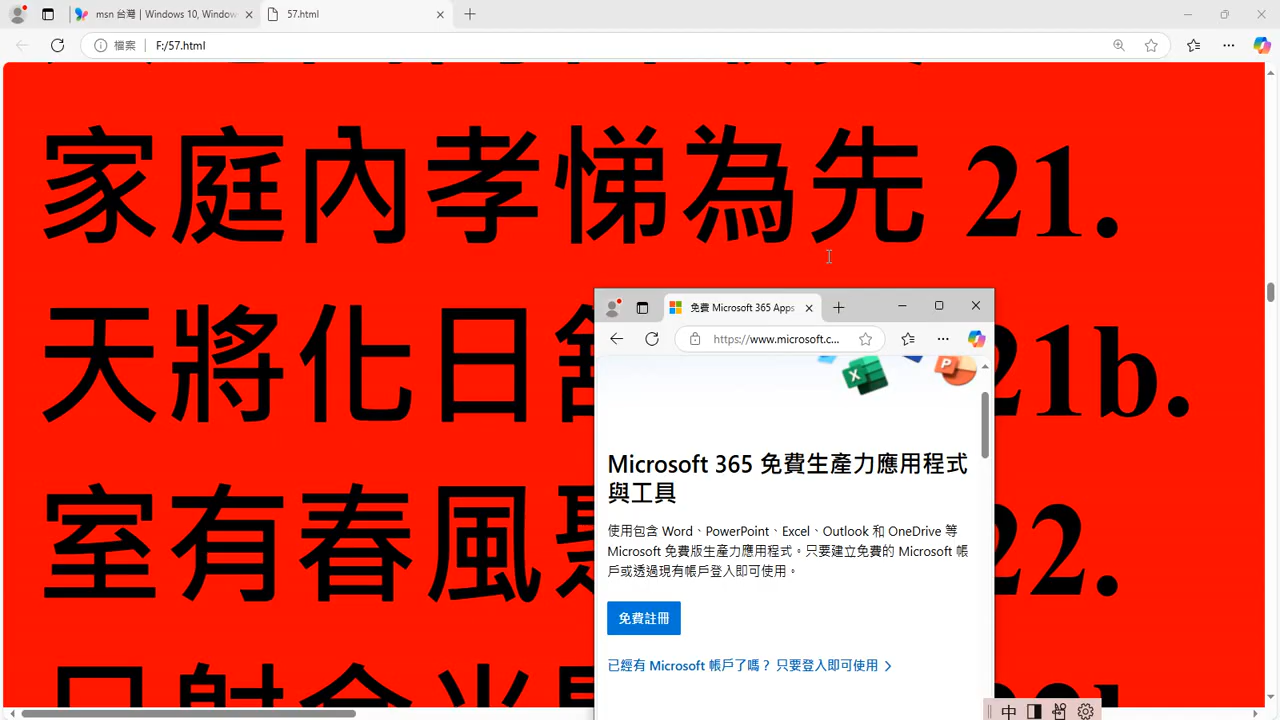 msn 台灣 | Windows 10, Window
57.html
檔案
F:/57.html
家庭內孝悌為先 21.
天將化日舒
21b.
室有春風聚
22.
免費 Microsoft 365 Apps
https://www.microsoft.c...
Microsoft 365 免費生產力應用程式
與工具
使用包含 Word、PowerPoint、Excel、Outlook 和 OneDrive 等
Microsoft 免費版生產力應用程式。只要建立免費的 Microsoft 帳
戶或透過現有帳戶登入即可使用。
免費註冊
已經有 Microsoft 帳戶了嗎？ 只要登入即可使用
中